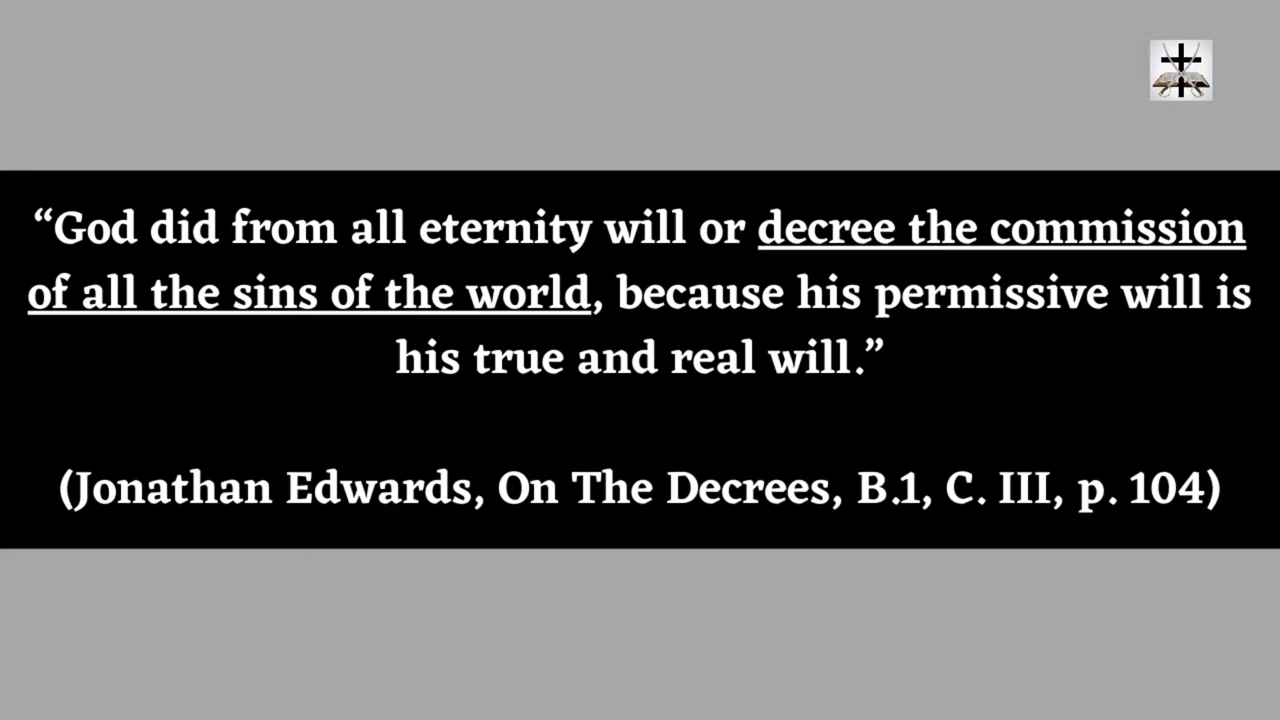 “God did from all eternity will or decree the commission
of all the sins of the world, because his permissive will is
his true and real will.”
(Jonathan Edwards, On The Decrees, B.1, C. III, p. 104)